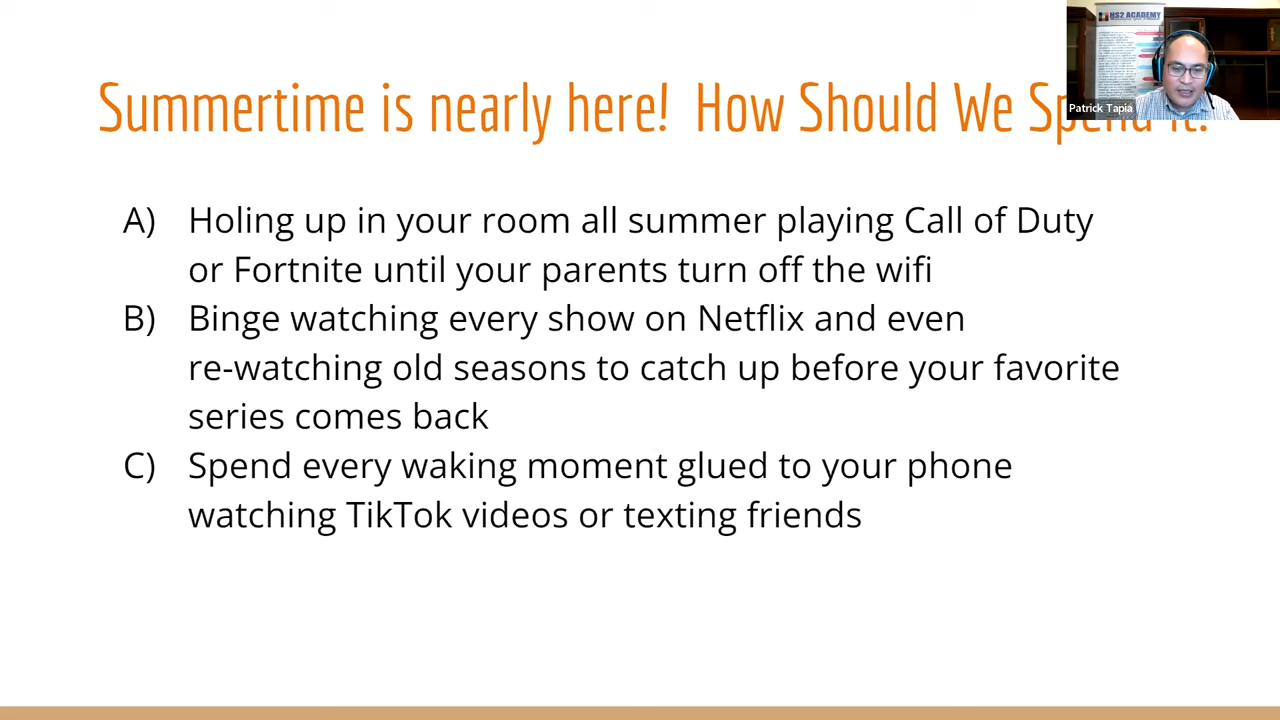 HS2 ACADEMY
Patrick Tapia
Summertime is nearly here! How Should We Spend it?
A) Holing up in your room all summer playing Call of Duty
or Fortnite until your parents turn off the wifi
B) Binge watching every show on Netflix and even
re-watching old seasons to catch up before your favorite
series comes back
C) Spend every waking moment glued to your phone
watching TikTok videos or texting friends